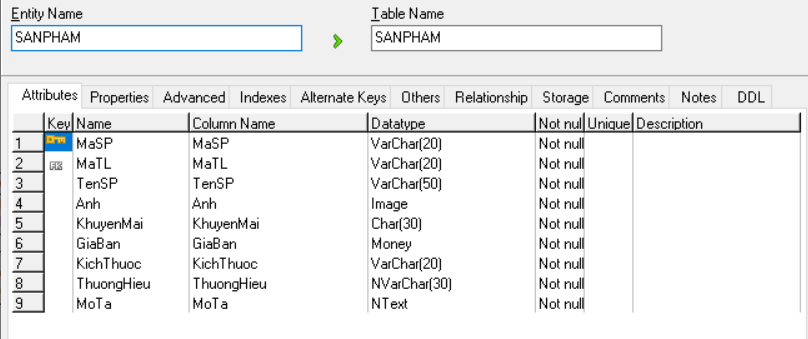 Entity Name Table Name
SANPHAM SANPHAM
Attributes Properties Advanced Indexes Alternate Keys Others Relationship Storage Comments Notes DDL
Key Name Column Name Datatype Not nul Unique Description
1 MaSP MaSP VarChar(20) Not null
2 FK MaTL MaTL VarChar(20) Not null
3 TenSP TenSP VarChar(50) Not null
4 Anh Anh Image Not null
5 KhuyenMai KhuyenMai Char(30) Not null
6 GiaBan GiaBan Money Not null
7 KichThuoc KichThuoc VarChar(20) Not null
8 ThuongHieu ThuongHieu NVarChar(30) Not null
9 MoTa MoTa NText Not null